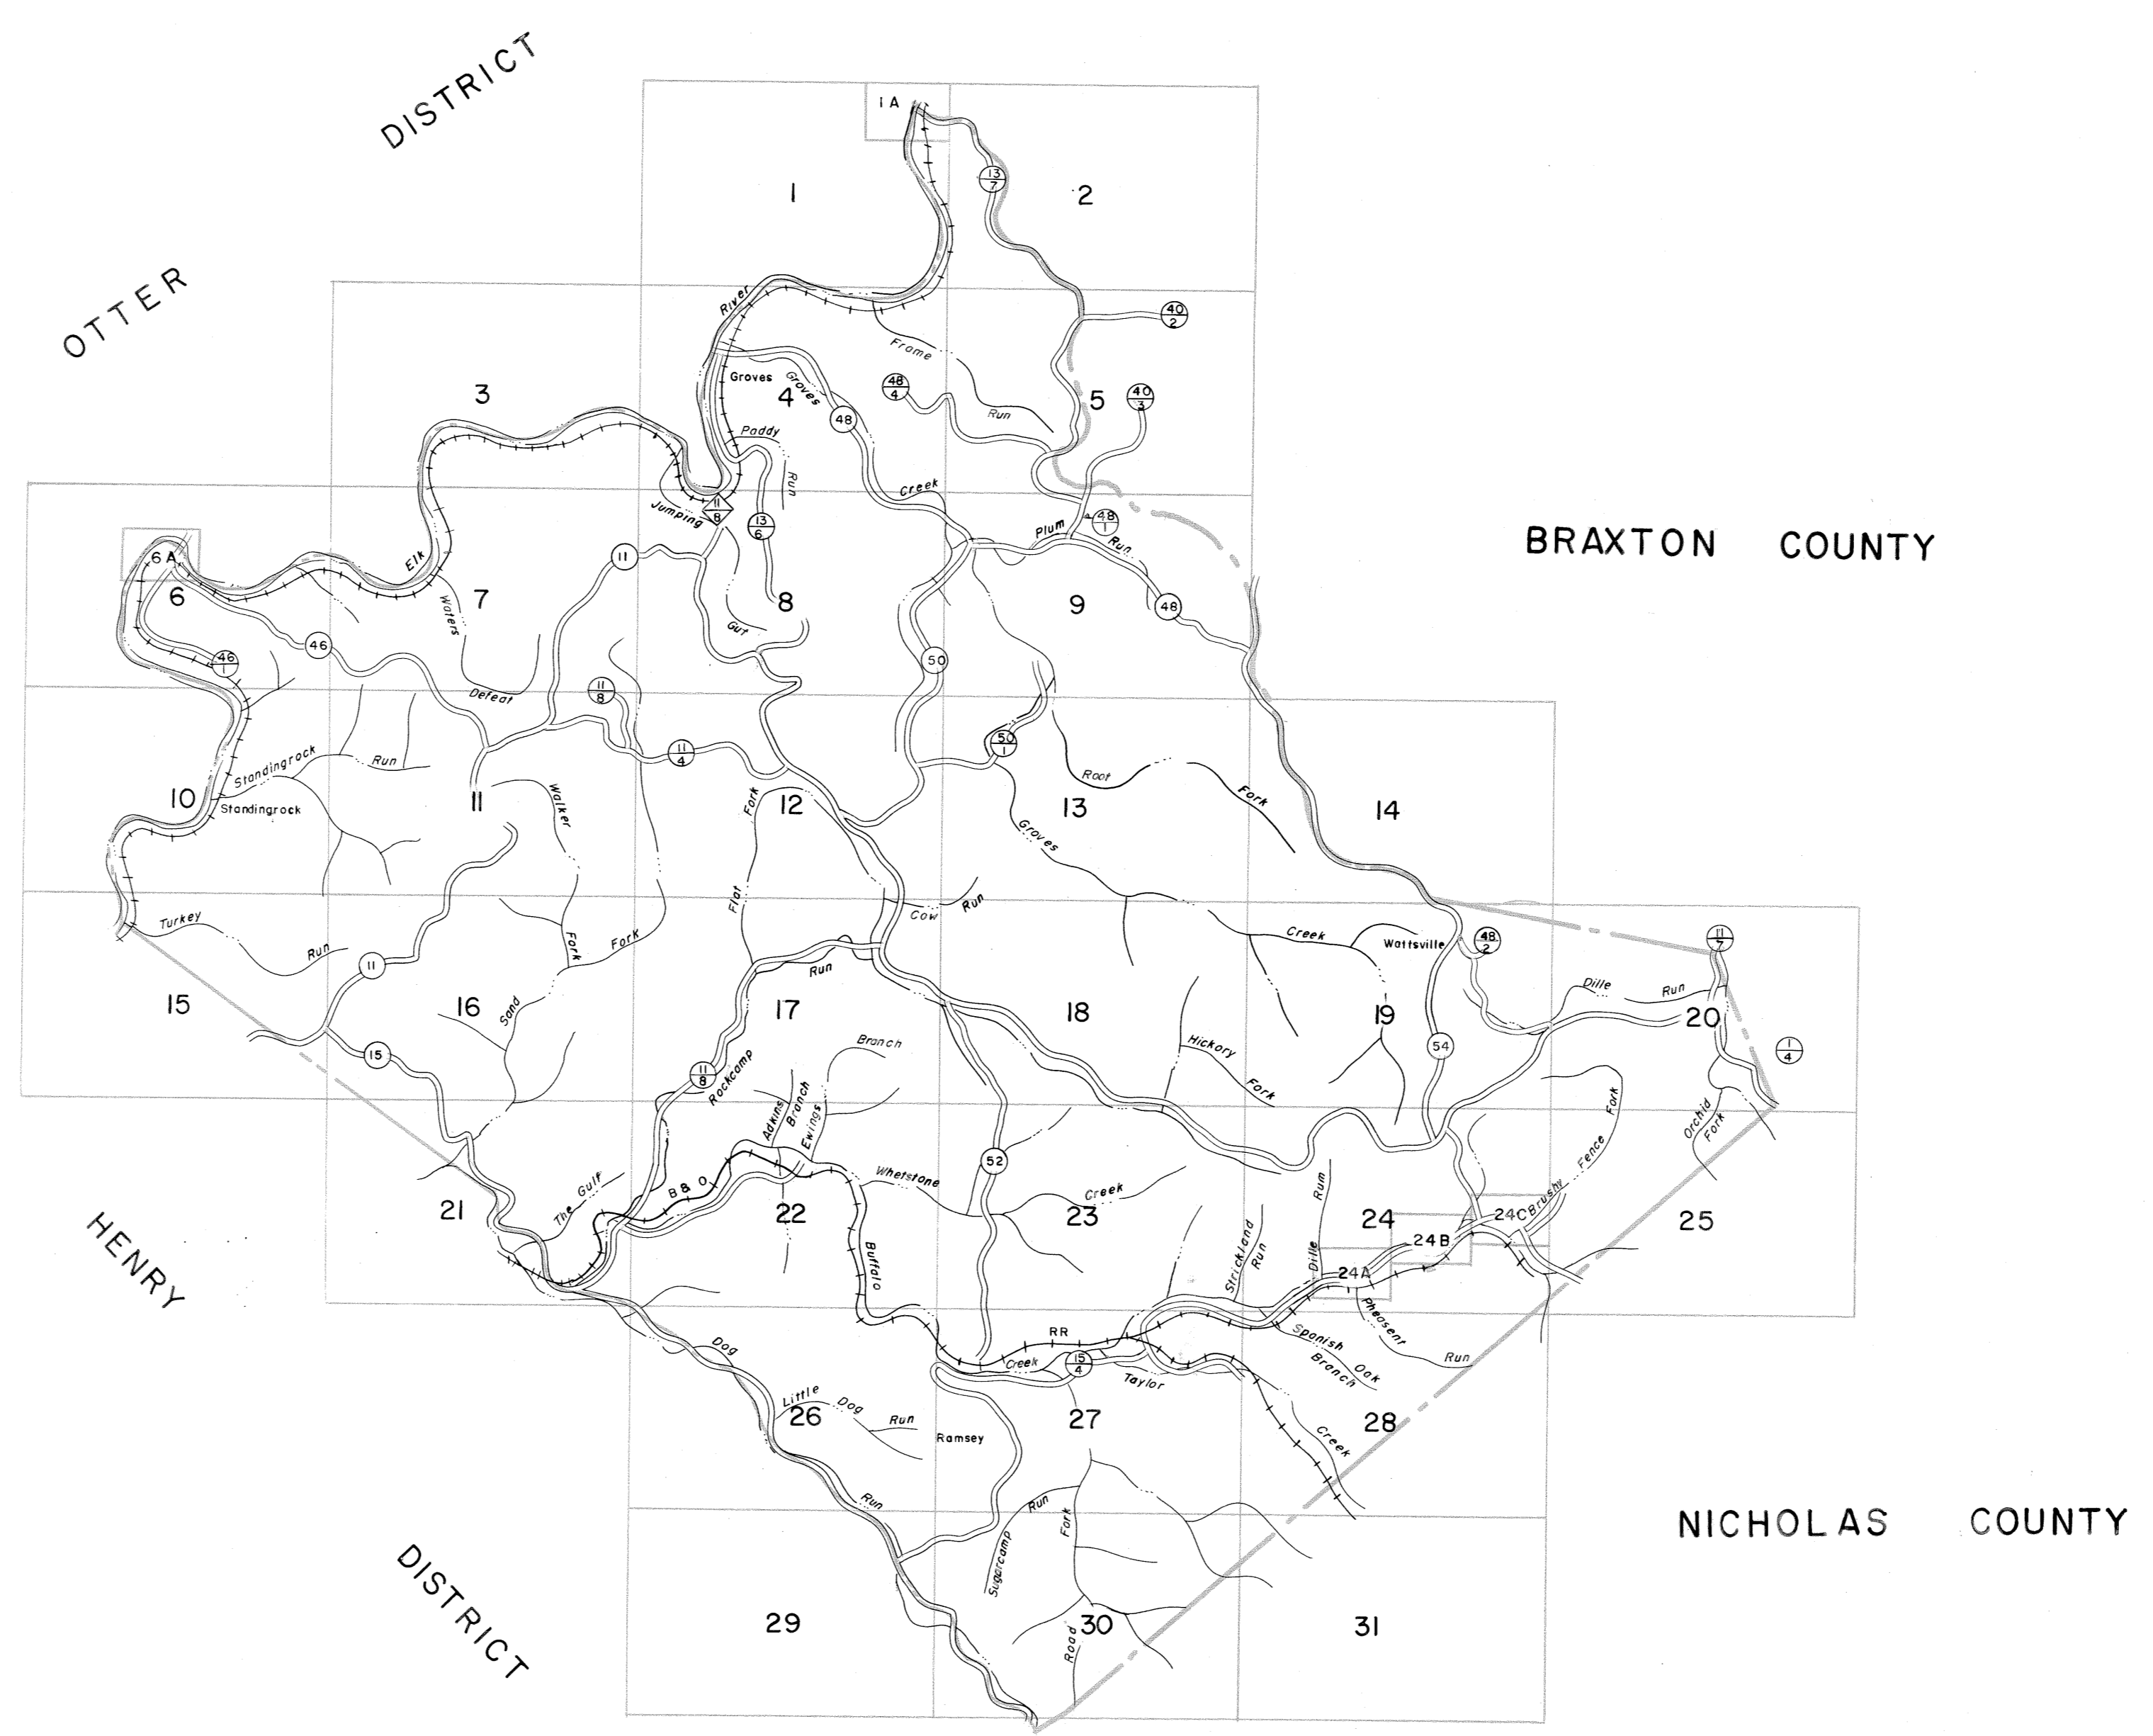 DISTRICT
1A
13
7
1
2
OTTER
River
40
2
Frame
3
Groves
Groves
4
48
4
5
40
3
Run
48
Paddy
Run
Creek
Jumping
11
8
13
6
Plum
48
1
Run
BRAXTON COUNTY
6A
Elk
11
6
7
8
9
48
Waters
Gut
46
46
1
50
Defeat
11
8
Standingrock
Run
11
4
50
1
Root
10
Standingrock
11
Walker
Fork
12
13
Fork
14
Groves
Flat
Cow Run
Turkey
Run
Fork
Fork
Creek
Wattsville
48
2
11
7
11
Run
Dille
Run
15
16
Sand
17
18
19
20
15
Branch
Hickory
Fork
54
1
4
11
8
Rockcamp
Adkins
Branch
Ewings
Fork
Orchid
Fork
52
Fence
The Gulf
B&O
Whetstone
Creek
Rum
Brushy
21
22
23
24
24C
25
HENRY
Buffalo
Strickland
Run
Dille
24B
24A
Pheasent
Run
Dog
RR
Creek
15
4
Taylor
Spanish Oak
Branch
Little Dog
Run
26
Ramsey
27
28
Creek
Run
Run
Fork
Sugarcamp
NICHOLAS COUNTY
DISTRICT
29
30
Road
31